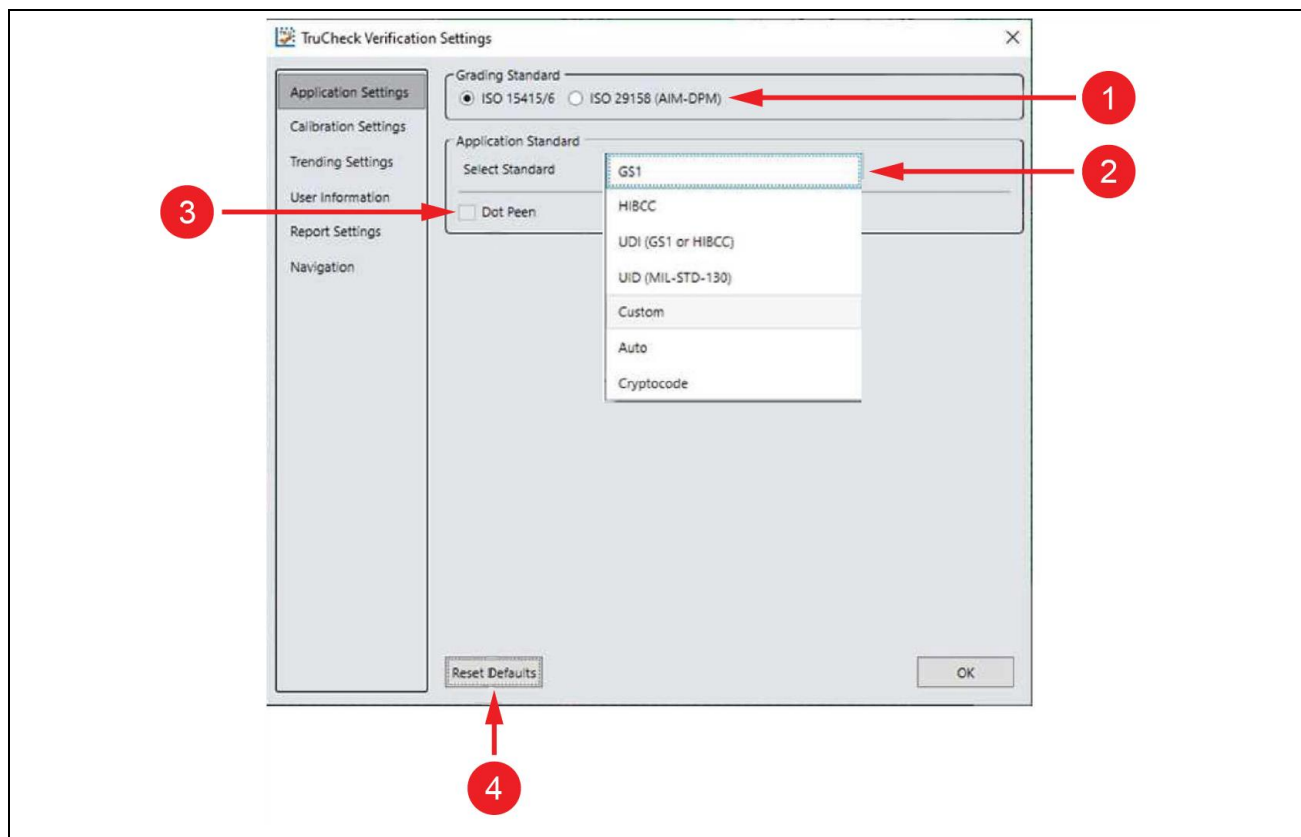 TruCheck Verification Settings
Application Settings
Calibration Settings
Trending Settings
User Information
Report Settings
Navigation
Grading Standard
ISO 15415/6 ISO 29158 (AIM-DPM)
1
Application Standard
Select Standard
GS1
2
HIBCC
UDI (GS1 or HIBCC)
UID (MIL-STD-130)
Custom
Auto
Cryptocode
3
Dot Peen
Reset Defaults
OK
4